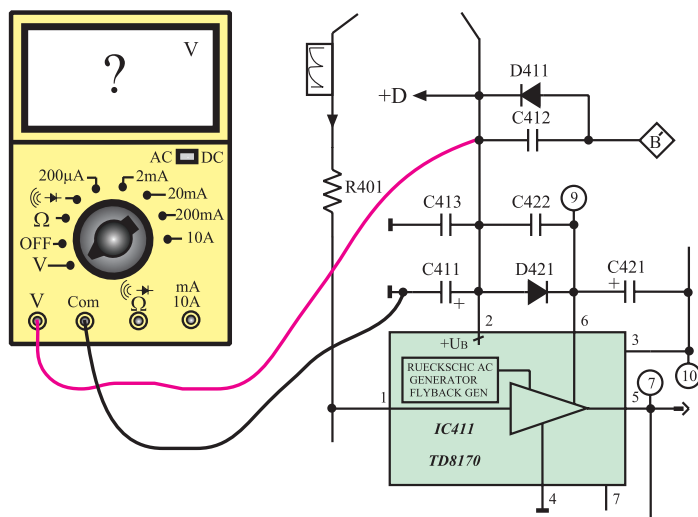 V
?
AC DC
200µA
2mA
20mA
200mA
10A
Ω
OFF
V
V
Com
Ω
mA
10A
+D
D411
C412
B'
R401
C413
C422
9
C411
+
D421
C421
+
2
6
+UB
3
10
RUECKSCHC AC
GENERATOR
FLYBACK GEN
7
1
5
IC411
TD8170
4
7